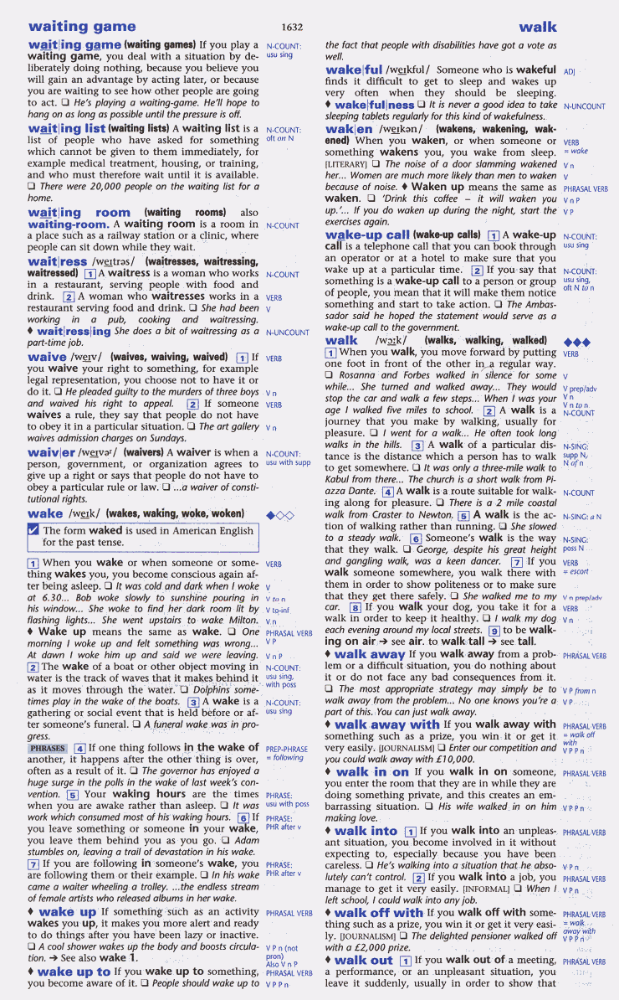 waiting game 1632 walk
wait|ing game (waiting games) If you play a N-COUNT:
waiting game, you deal with a situation by de- usu sing
liberately doing nothing, because you believe you
will gain an advantage by acting later, or because
you are waiting to see how other people are going
to act. ❏ He's playing a waiting-game. He'll hope to
hang on as long as possible until the pressure is off.
wait|ing list (waiting lists) A waiting list is a N-COUNT:
list of people who have asked for something oft on N
which cannot be given to them immediately, for
example medical treatment, housing, or training,
and who must therefore wait until it is available.
❏ There were 20,000 people on the waiting list for a
home.
wait|ing room (waiting rooms) also
waiting-room. A waiting room is a room in N-COUNT
a place such as a railway station or a clinic, where
people can sit down while they wait.
wait|ress /weɪtrəs/ (waitresses, waitressing,
waitressed) 1 A waitress is a woman who works N-COUNT
in a restaurant, serving people with food and
drink. 2 A woman who waitresses works in a VERB
restaurant serving food and drink. ❏ She had been V
working in a pub, cooking and waitressing.
♦ wait|ress|ing She does a bit of waitressing as a N-UNCOUNT
part-time job.
waive /weɪv/ (waives, waiving, waived) 1 If VERB
you waive your right to something, for example
legal representation, you choose not to have it or
do it. ❏ He pleaded guilty to the murders of three boys V n
and waived his right to appeal. 2 If someone VERB
waives a rule, they say that people do not have
to obey it in a particular situation. ❏ The art gallery V n
waives admission charges on Sundays.
waiv|er /weɪvəʳ/ (waivers) A waiver is when a N-COUNT:
person, government, or organization agrees to usu with supp
give up a right or says that people do not have to
obey a particular rule or law. ❏ ...a waiver of consti-
tutional rights.
wake /weɪk/ (wakes, waking, woke, woken) ◆◇◇
☑ The form waked is used in American English
for the past tense.
1 When you wake or when someone or some- VERB
thing wakes you, you become conscious again af-
ter being asleep. ❏ It was cold and dark when I woke V
at 6.30... Bob woke slowly to sunshine pouring in V to n
his window... She woke to find her dark room lit by V to-inf
flashing lights... She went upstairs to wake Milton. V n
♦ Wake up means the same as wake. ❏ One PHRASAL VERB
morning I woke up and felt something was wrong... V P
At dawn I woke him up and said we were leaving. V n P
2 The wake of a boat or other object moving in N-COUNT:
water is the track of waves that it makes behind it usu sing,
as it moves through the water. ❏ Dolphins some- with poss
times play in the wake of the boats. 3 A wake is a N-COUNT:
gathering or social event that is held before or af- usu sing
ter someone's funeral. ❏ A funeral wake was in pro-
gress.
PHRASES 4 If one thing follows in the wake of PREP-PHRASE
another, it happens after the other thing is over, = following
often as a result of it. ❏ The governor has enjoyed a
huge surge in the polls in the wake of last week's con-
vention. 5 Your waking hours are the times PHRASE:
when you are awake rather than asleep. ❏ It was usu with poss
work which consumed most of his waking hours. 6 If PHRASE:
you leave something or someone in your wake, PHR after v
you leave them behind you as you go. ❏ Adam
stumbles on, leaving a trail of devastation in his wake.
7 If you are following in someone's wake, you PHRASE:
are following them or their example. ❏ In his wake PHR after v
came a waiter wheeling a trolley. ...the endless stream
of female artists who released albums in her wake.
♦ wake up If something such as an activity PHRASAL VERB
wakes you up, it makes you more alert and ready
to do things after you have been lazy or inactive.
❏ A cool shower wakes up the body and boosts circula- V P n (not
tion. → See also wake 1. pron)
Also V n P
♦ wake up to If you wake up to something, PHRASAL VERB
you become aware of it. ❏ People should wake up to V P P n
the fact that people with disabilities have got a vote as
well.
wake|ful /weɪkfʊl/ Someone who is wakeful ADJ
finds it difficult to get to sleep and wakes up
very often when they should be sleeping.
♦ wake|ful|ness ❏ It is never a good idea to take N-UNCOUNT
sleeping tablets regularly for this kind of wakefulness.
wak|en /weɪkən/ (wakens, wakening, wak-
ened) When you waken, or when someone or VERB
something wakens you, you wake from sleep. = wake
[LITERARY] ❏ The noise of a door slamming wakened V n
her... Women are much more likely than men to waken V
because of noise. ♦ Waken up means the same as PHRASAL VERB
waken. ❏ 'Drink this coffee – it will waken you V n P
up.'... If you do waken up during the night, start the V P
exercises again.
wake-up call (wake-up calls) 1 A wake-up N-COUNT:
call is a telephone call that you can book through usu sing
an operator or at a hotel to make sure that you
wake up at a particular time. 2 If you say that N-COUNT:
something is a wake-up call to a person or group usu sing,
of people, you mean that it will make them notice oft N to n
something and start to take action. ❏ The Ambas-
sador said he hoped the statement would serve as a
wake-up call to the government.
walk /wɔːk/ (walks, walking, walked) ◆◆◆
1 When you walk, you move forward by putting VERB
one foot in front of the other in a regular way.
❏ Rosanna and Forbes walked in silence for some V
while... She turned and walked away... They would V prep/adv
stop the car and walk a few steps... When I was your V n
age I walked five miles to school. 2 A walk is a V n to n
journey that you make by walking, usually for N-COUNT
pleasure. ❏ I went for a walk... He often took long
walks in the hills. 3 A walk of a particular dis- N-SING:
tance is the distance which a person has to walk supp N,
to get somewhere. ❏ It was only a three-mile walk to N of n
Kabul from there... The church is a short walk from Pi-
azza Dante. 4 A walk is a route suitable for walk- N-COUNT
ing along for pleasure. ❏ There is a 2 mile coastal
walk from Craster to Newton. 5 A walk is the ac- N-SING: a N
tion of walking rather than running. ❏ She slowed
to a steady walk. 6 Someone's walk is the way N-SING:
that they walk. ❏ George, despite his great height poss N
and gangling walk, was a keen dancer. 7 If you VERB
walk someone somewhere, you walk there with = escort
them in order to show politeness or to make sure
that they get there safely. ❏ She walked me to my V n prep/adv
car. 8 If you walk your dog, you take it for a VERB
walk in order to keep it healthy. ❏ I walk my dog V n
each evening around my local streets. 9 to be walk-
ing on air → see air. to walk tall → see tall.
♦ walk away If you walk away from a prob- PHRASAL VERB
lem or a difficult situation, you do nothing about
it or do not face any bad consequences from it.
❏ The most appropriate strategy may simply be to V P from n
walk away from the problem... No one knows you're a V P
part of this. You can just walk away.
♦ walk away with If you walk away with PHRASAL VERB
something such as a prize, you win it or get it = walk off
very easily. [JOURNALISM] ❏ Enter our competition and with
you could walk away with £10,000. V P P n
♦ walk in on If you walk in on someone, PHRASAL VERB
you enter the room that they are in while they are
doing something private, and this creates an em-
barrassing situation. ❏ His wife walked in on him V P P n
making love.
♦ walk into 1 If you walk into an unpleas- PHRASAL VERB
ant situation, you become involved in it without
expecting to, especially because you have been
careless. ❏ He's walking into a situation that he abso- V P n
lutely can't control. 2 If you walk into a job, you PHRASAL VERB
manage to get it very easily. [INFORMAL] ❏ When I V P n
left school, I could walk into any job.
♦ walk off with If you walk off with some- PHRASAL VERB
thing such as a prize, you win it or get it very easi- = walk
ly. [JOURNALISM] ❏ The delighted pensioner walked off away with
with a £2,000 prize. V P P n
♦ walk out 1 If you walk out of a meeting, PHRASAL VERB
a performance, or an unpleasant situation, you
leave it suddenly, usually in order to show that